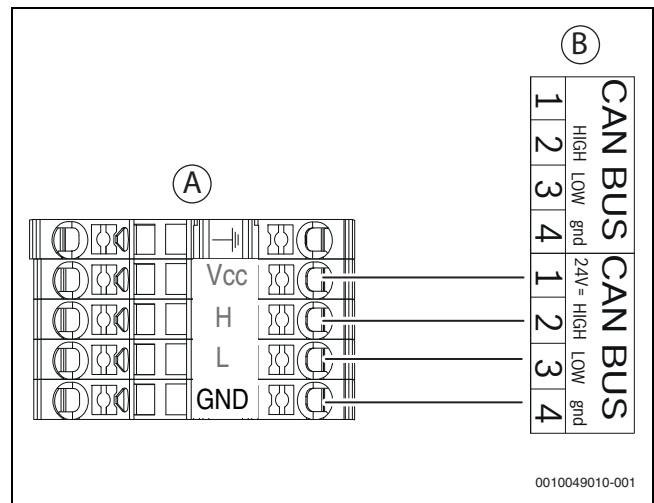 A
B
Vcc
H
L
GND
1
2 HIGH
3 LOW
4 gnd
CAN BUS
1 24V=
2 HIGH
3 LOW
4 gnd
CAN BUS
0010049010-001